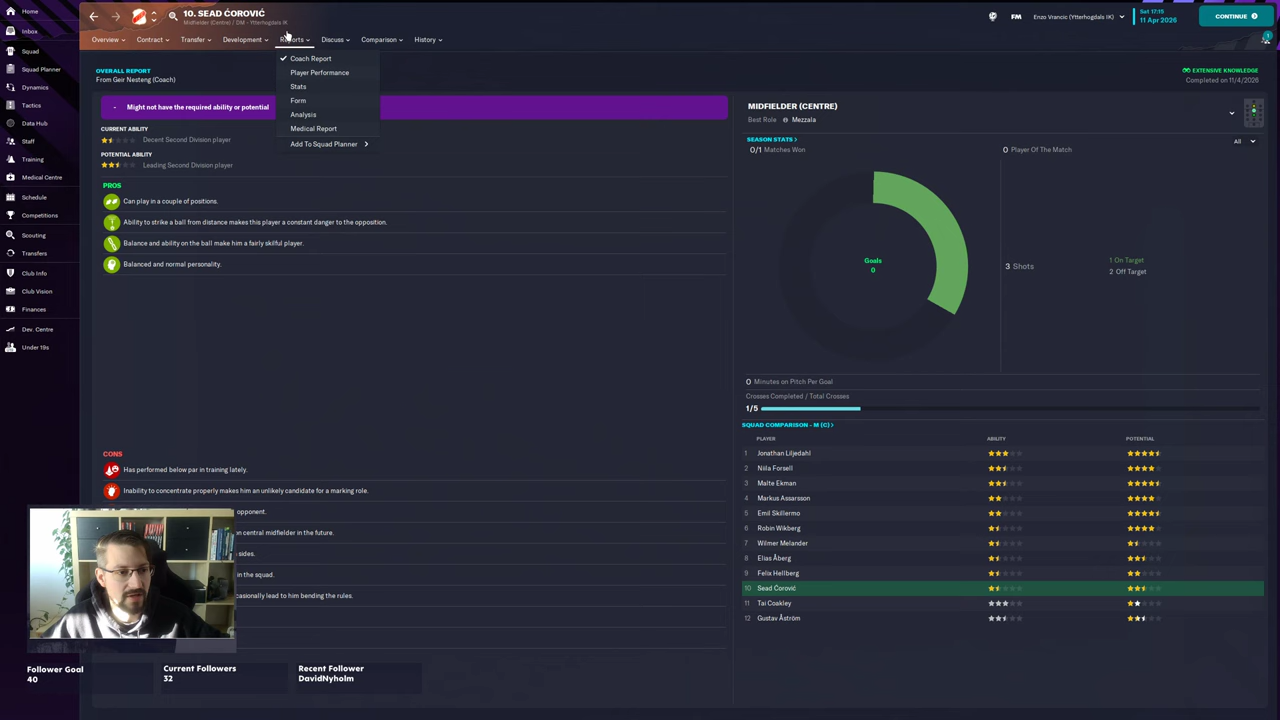 Home
Inbox
Squad
Squad Planner
Dynamics
Tactics
Data Hub
Staff
Training
Medical Centre
Schedule
Competitions
Scouting
Transfers
Club Info
Club Vision
Finances
Dev. Centre
Under 19s
10. SEAD ĆOROVIĆ
Midfielder (Centre) / DM - Ytterhogdals IK
FM
Enzo Vrancic (Ytterhogdals IK)
Sat 17:15
11 Apr 2026
CONTINUE
1
Overview
Contract
Transfer
Development
Reports
Discuss
Comparison
History
Coach Report
Player Performance
Stats
Form
Analysis
Medical Report
Add To Squad Planner
OVERALL REPORT
From Geir Nesteng (Coach)
EXTENSIVE KNOWLEDGE
Completed on 11/4/2026
- Might not have the required ability or potential
CURRENT ABILITY
Decent Second Division player
POTENTIAL ABILITY
Leading Second Division player
PROS
Can play in a couple of positions.
Ability to strike a ball from distance makes this player a constant danger to the opposition.
Balance and ability on the ball make him a fairly skilful player.
Balanced and normal personality.
CONS
Has performed below par in training lately.
Inability to concentrate properly makes him an unlikely candidate for a marking role.
opponent.
n central midfielder in the future.
sides.
in the squad.
casionally lead to him bending the rules.
MIDFIELDER (CENTRE)
Best Role Mezzala
SEASON STATS >
All
0/1 Matches Won
0 Player Of The Match
Goals
0
3 Shots
1 On Target
2 Off Target
0 Minutes on Pitch Per Goal
Crosses Completed / Total Crosses
1/5
SQUAD COMPARISON - M (C) >
PLAYER ABILITY POTENTIAL
1 Jonathan Liljedahl
2 Niila Forsell
3 Malte Ekman
4 Markus Assarsson
5 Emil Skillermo
6 Robin Wikberg
7 Wilmer Melander
8 Elias Åberg
9 Felix Hellberg
10 Sead Ćorović
11 Tai Coakley
12 Gustav Åström
Follower Goal
40
Current Followers
32
Recent Follower
DavidNyholm